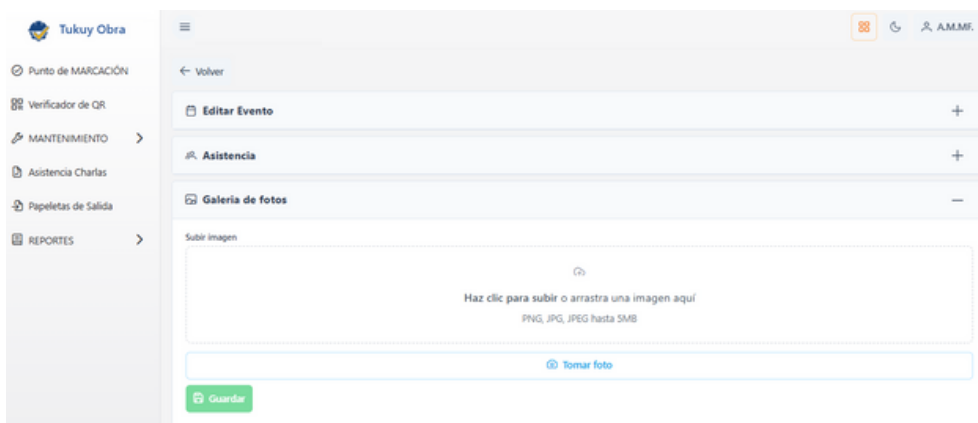 Tukuy Obra
A.M.MF.
Punto de MARCACIÓN
Verificador de QR
MANTENIMIENTO
Asistencia Charlas
Papeletas de Salida
REPORTES
Volver
Editar Evento
Asistencia
Galeria de fotos
Subir imagen
Haz clic para subir o arrastra una imagen aquí
PNG, JPG, JPEG hasta 5MB
Tomar foto
Guardar